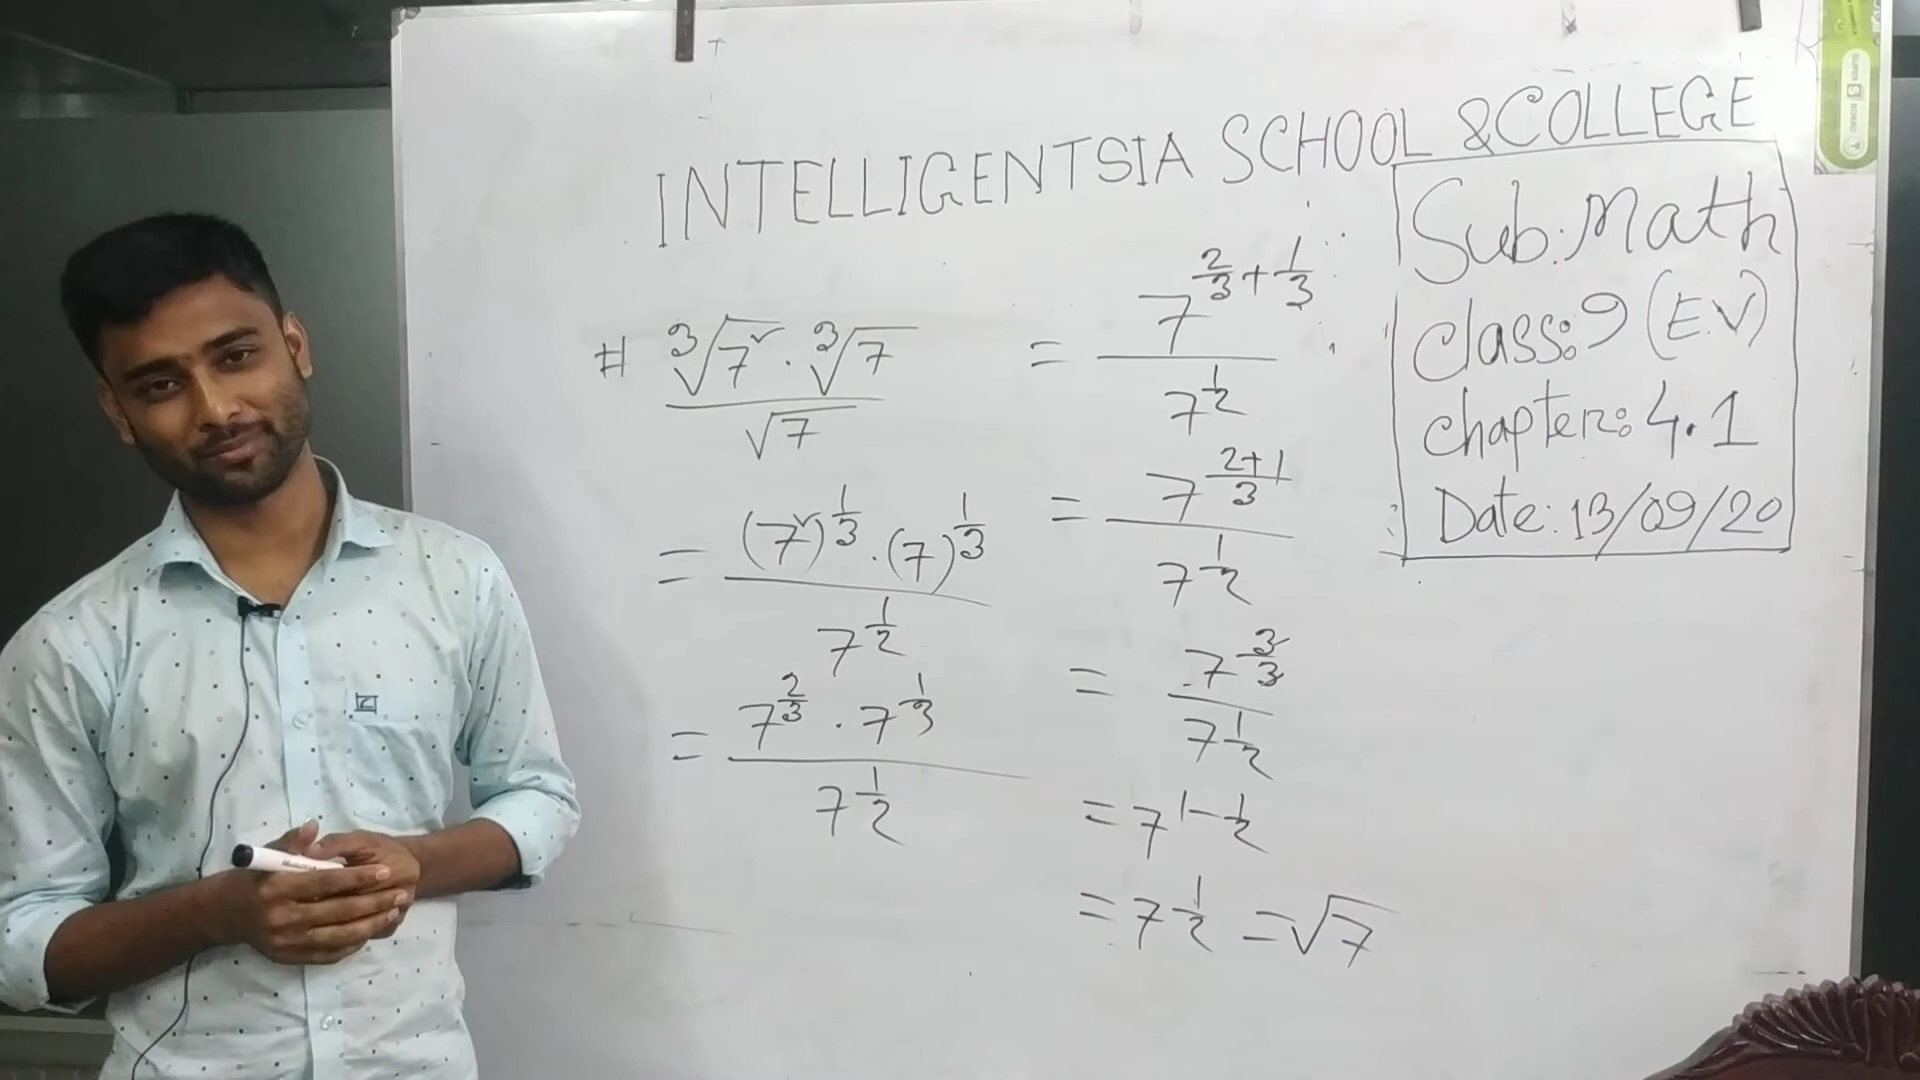 INTELLIGENTSIA SCHOOL & COLLEGE
Sub: Math
Class: 9 (E.V)
Chapter: 4.1
Date: 13/09/20
# (∛7² · ∛7) / √7
= ((7²)^(1/3) · (7)^(1/3)) / 7^(1/2)
= (7^(2/3) · 7^(1/3)) / 7^(1/2)
= 7^(2/3 + 1/3) / 7^(1/2)
= 7^((2+1)/3) / 7^(1/2)
= 7^(3/3) / 7^(1/2)
= 7^(1 - 1/2)
= 7^(1/2) = √7